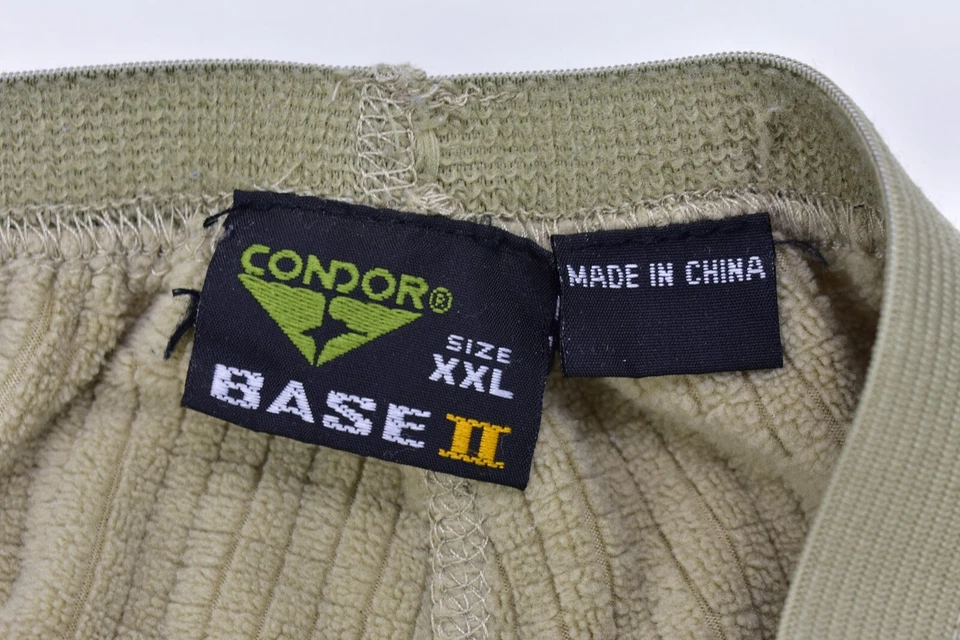 CONDOR®
SIZE
XXL
BASE II
MADE IN CHINA